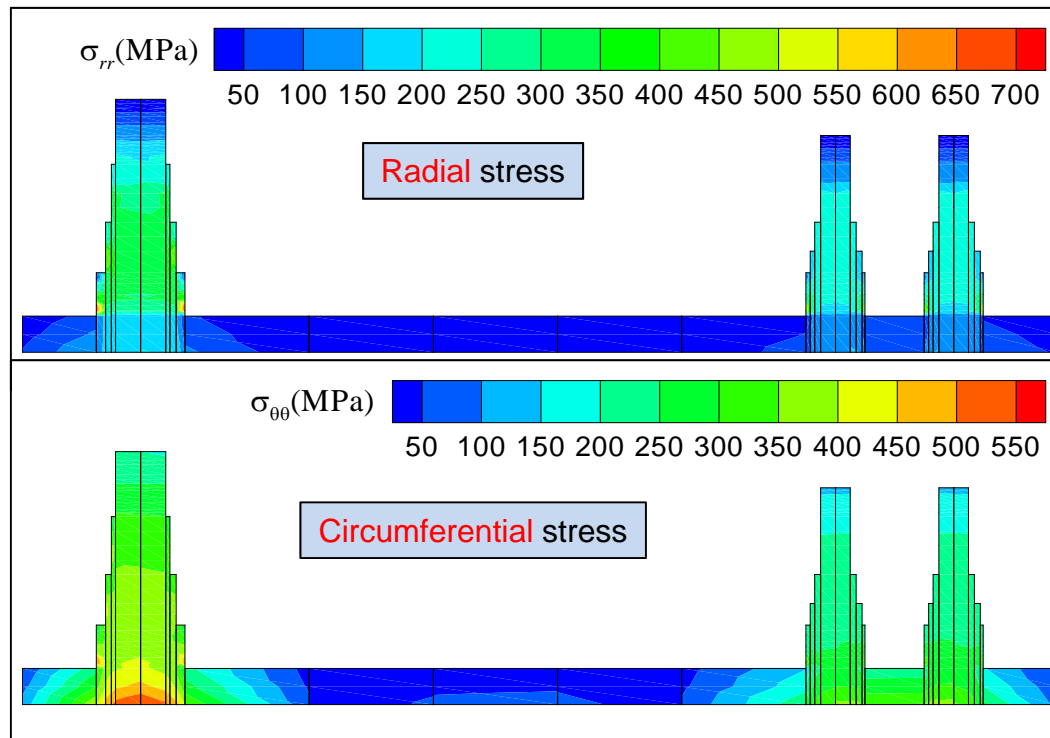 σrr(MPa)
50 100 150 200 250 300 350 400 450 500 550 600 650 700
Radial stress
σθθ(MPa)
50 100 150 200 250 300 350 400 450 500 550
Circumferential stress